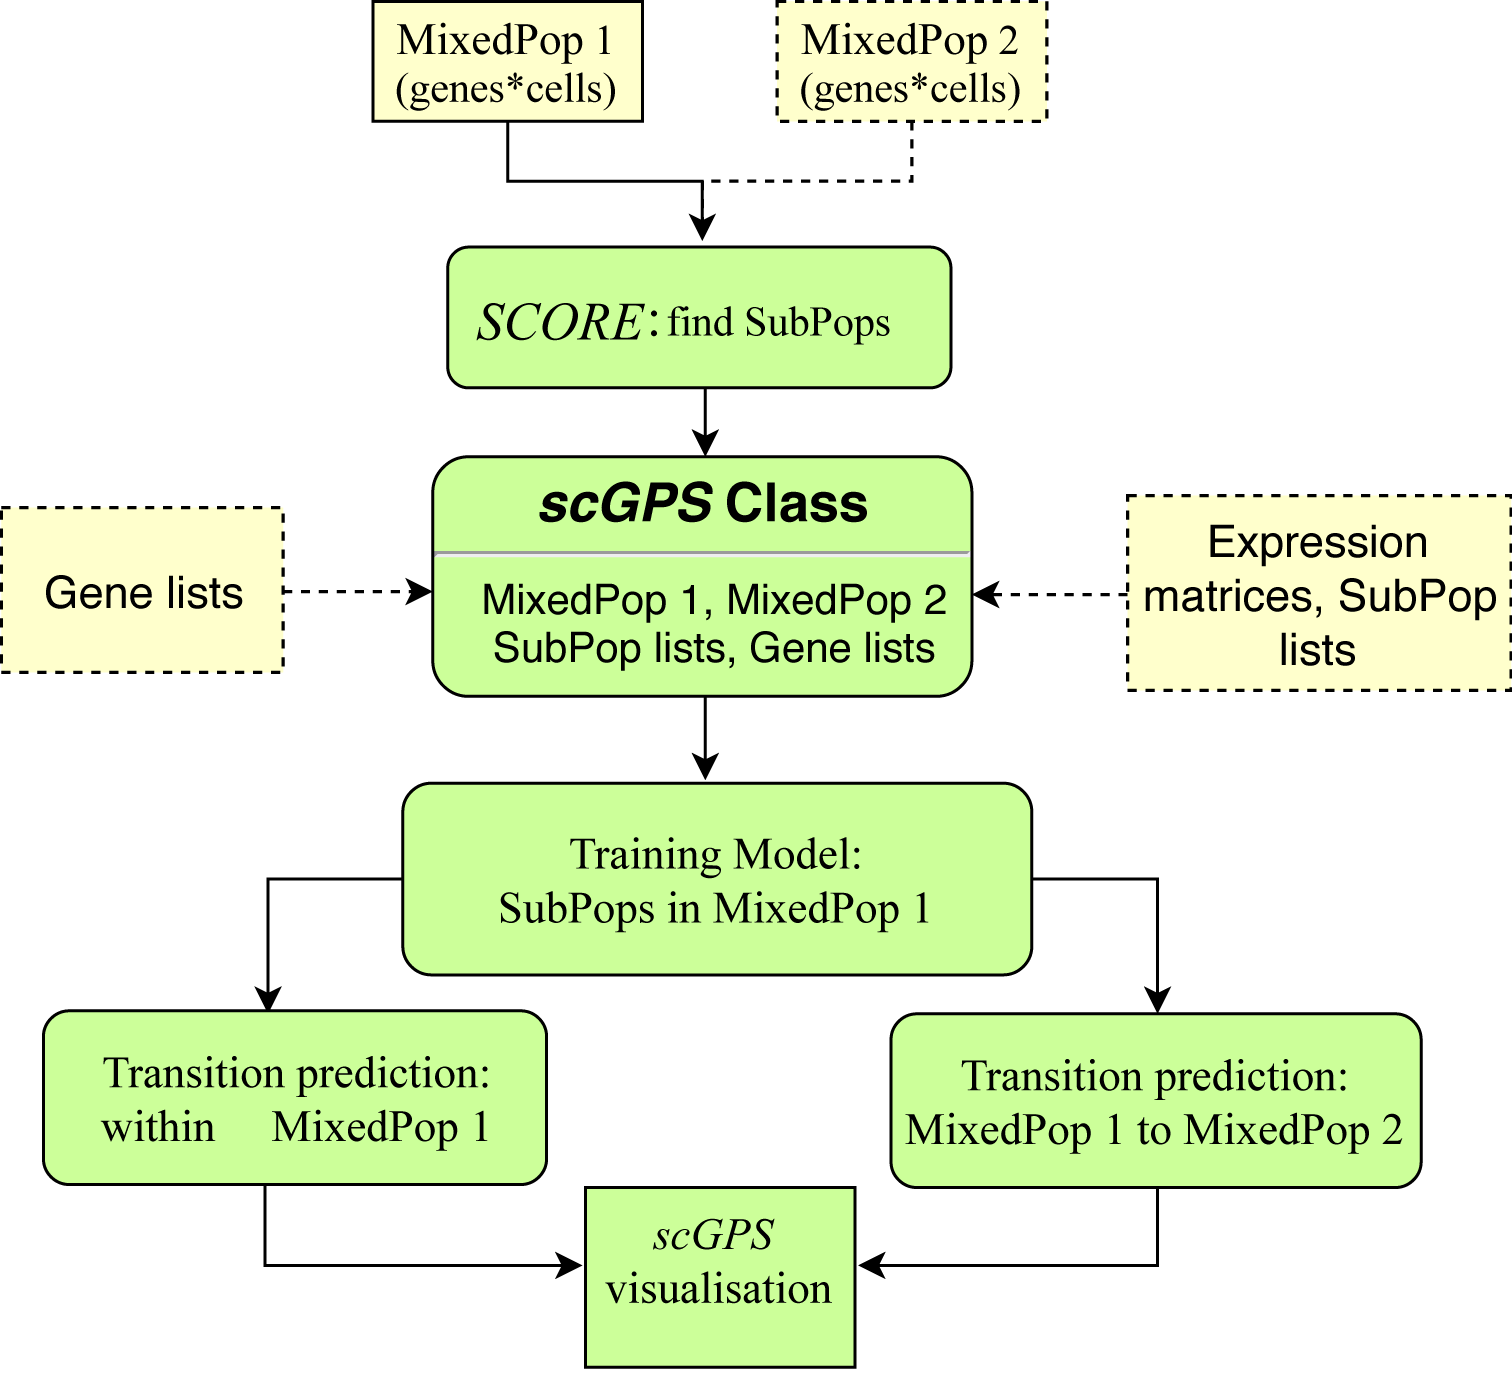 MixedPop 1
(genes*cells)
MixedPop 2
(genes*cells)
SCORE: find SubPops
scGPS Class
MixedPop 1, MixedPop 2
SubPop lists, Gene lists
Gene lists
Expression
matrices, SubPop
lists
Training Model:
SubPops in MixedPop 1
Transition prediction:
within MixedPop 1
Transition prediction:
MixedPop 1 to MixedPop 2
scGPS
visualisation